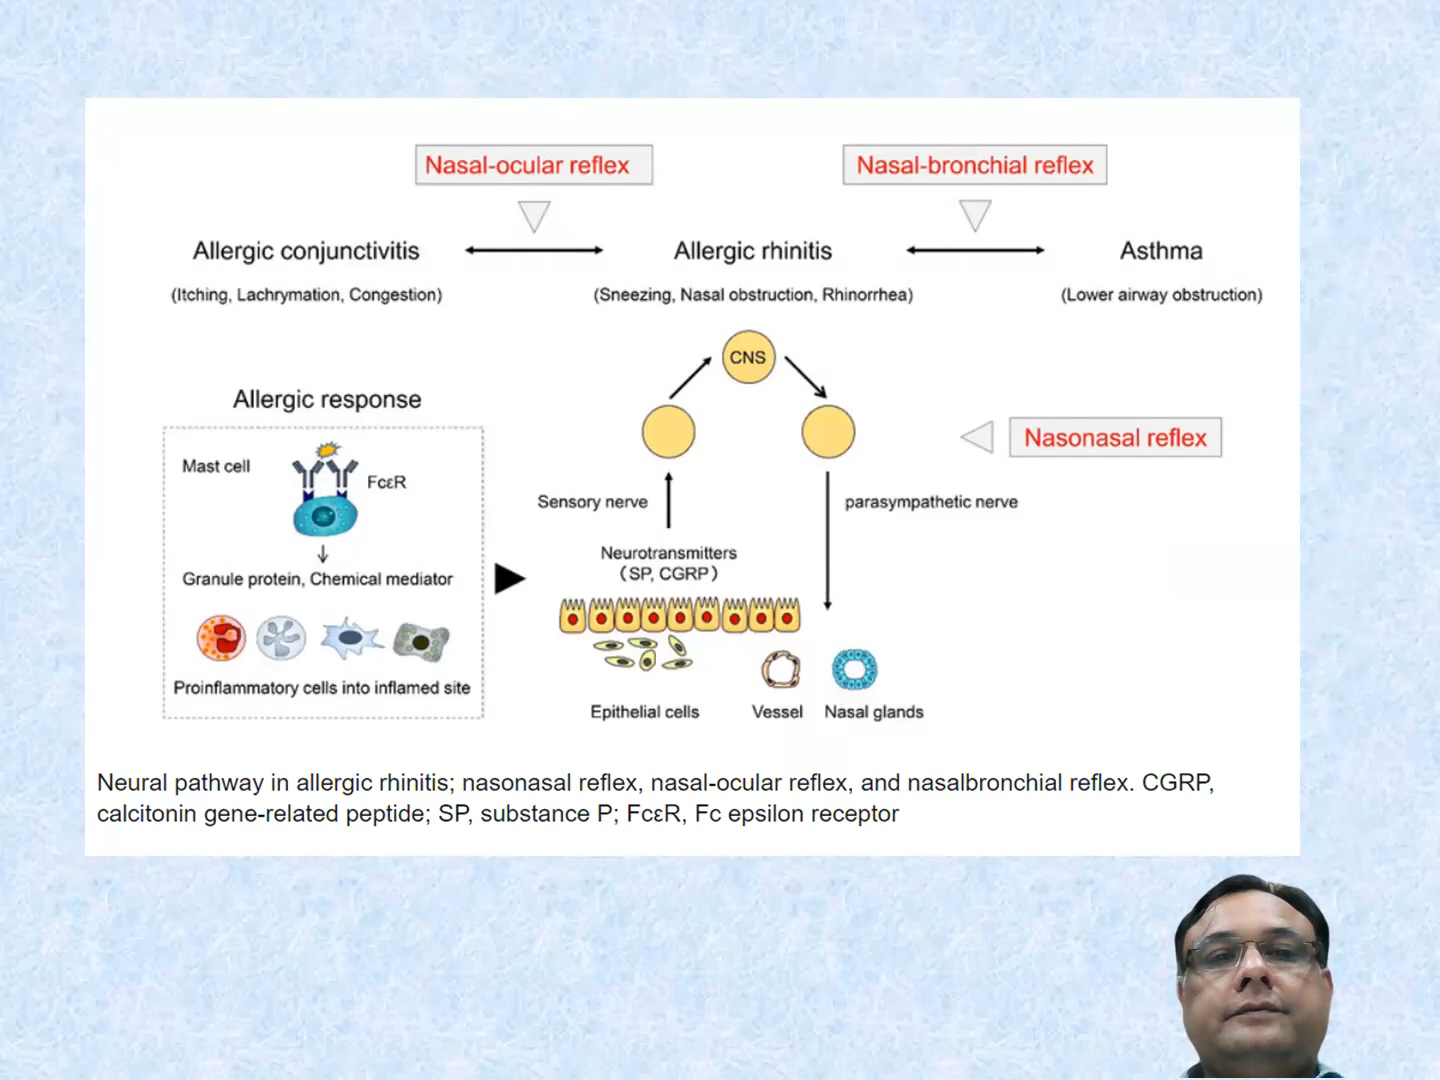 Nasal-ocular reflex
Nasal-bronchial reflex
Allergic conjunctivitis
Allergic rhinitis
Asthma
(Itching, Lachrymation, Congestion)
(Sneezing, Nasal obstruction, Rhinorrhea)
(Lower airway obstruction)
CNS
Allergic response
Nasonasal reflex
Mast cell
FcεR
Sensory nerve
parasympathetic nerve
Neurotransmitters
(SP, CGRP)
Granule protein, Chemical mediator
Proinflammatory cells into inflamed site
Epithelial cells
Vessel
Nasal glands
Neural pathway in allergic rhinitis; nasonasal reflex, nasal-ocular reflex, and nasalbronchial reflex. CGRP,
calcitonin gene-related peptide; SP, substance P; FcεR, Fc epsilon receptor